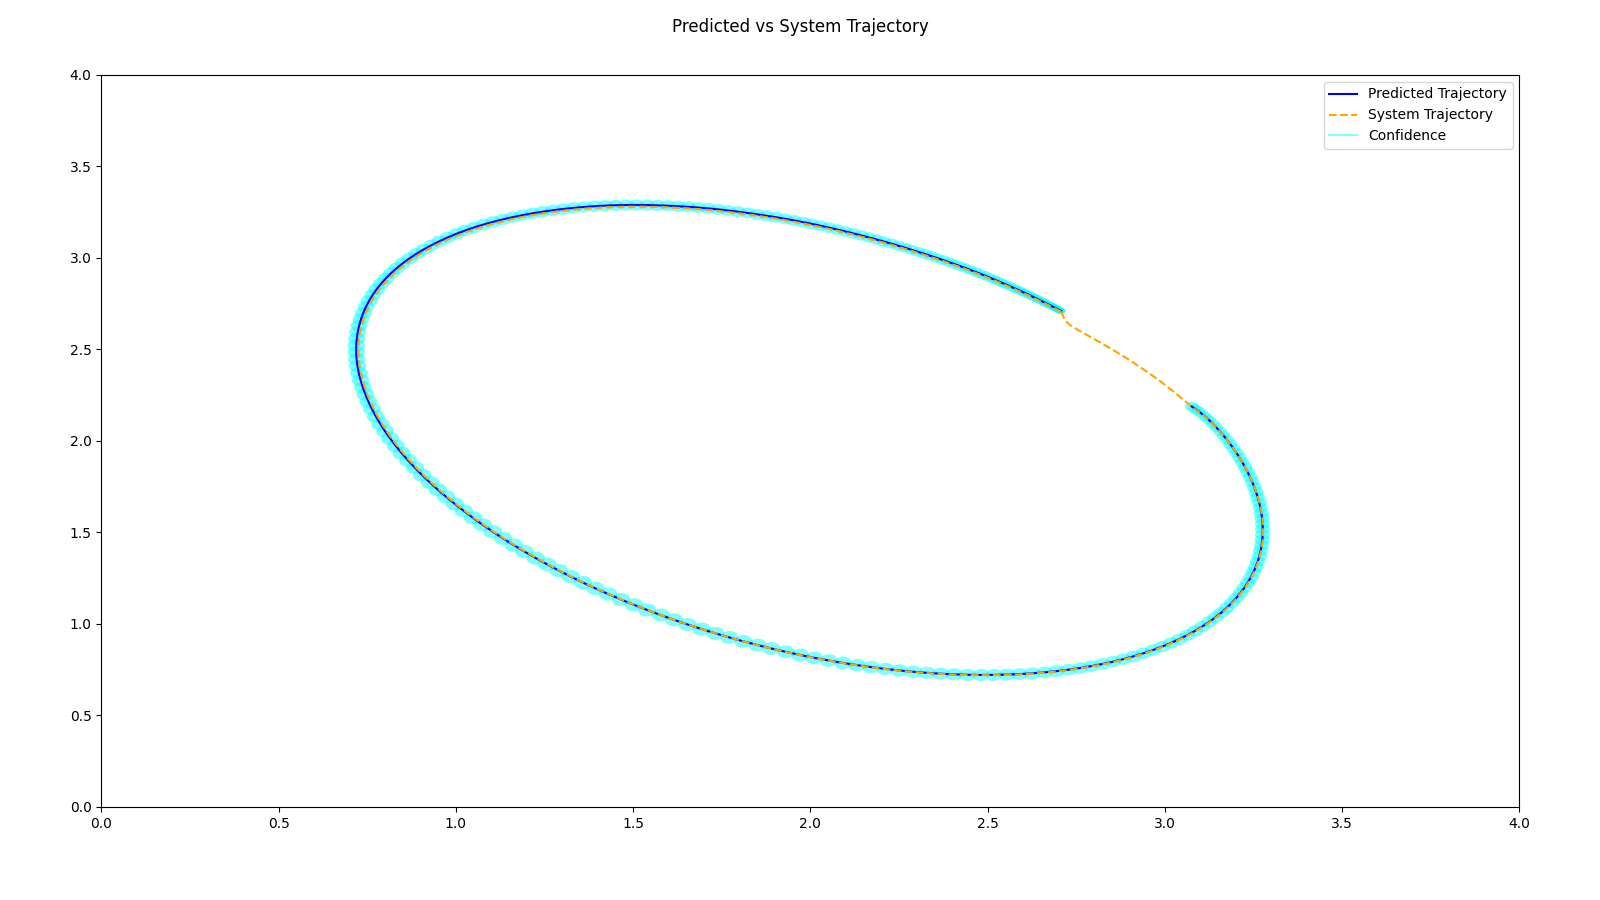 Predicted vs System Trajectory
4.0
3.5
3.0
2.5
2.0
1.5
1.0
0.5
0.0
Predicted Trajectory
System Trajectory
Confidence
0.0 0.5 1.0 1.5 2.0 2.5 3.0 3.5 4.0